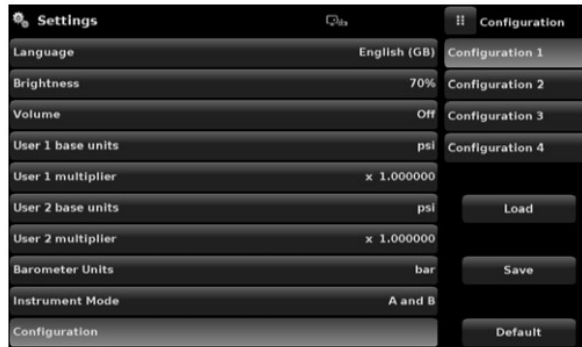 Settings
Language English (GB)
Brightness 70%
Volume Off
User 1 base units psi
User 1 multiplier x 1.000000
User 2 base units psi
User 2 multiplier x 1.000000
Barometer Units bar
Instrument Mode A and B
Configuration
Configuration
Configuration 1
Configuration 2
Configuration 3
Configuration 4
Load
Save
Default